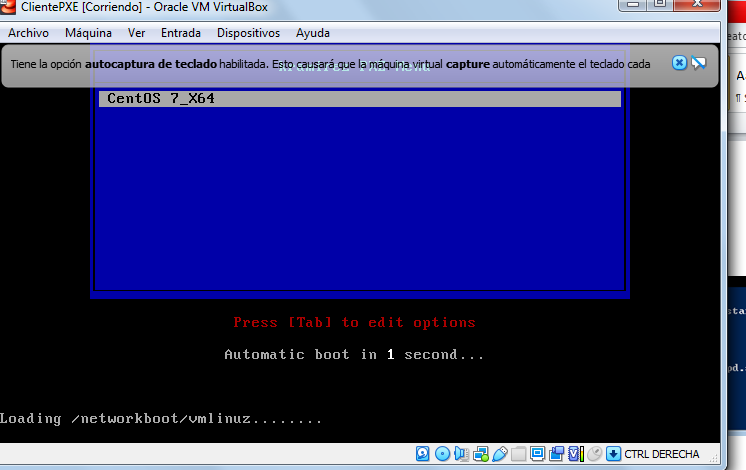 ClientePXE [Corriendo] - Oracle VM VirtualBox
Archivo Máquina Ver Entrada Dispositivos Ayuda
Tiene la opción autocaptura de teclado habilitada. Esto causará que la máquina virtual capture automáticamente el teclado cada
CentOS 7_X64
Press [Tab] to edit options
Automatic boot in 1 second...
Loading /networkboot/vmlinuz........
CTRL DERECHA